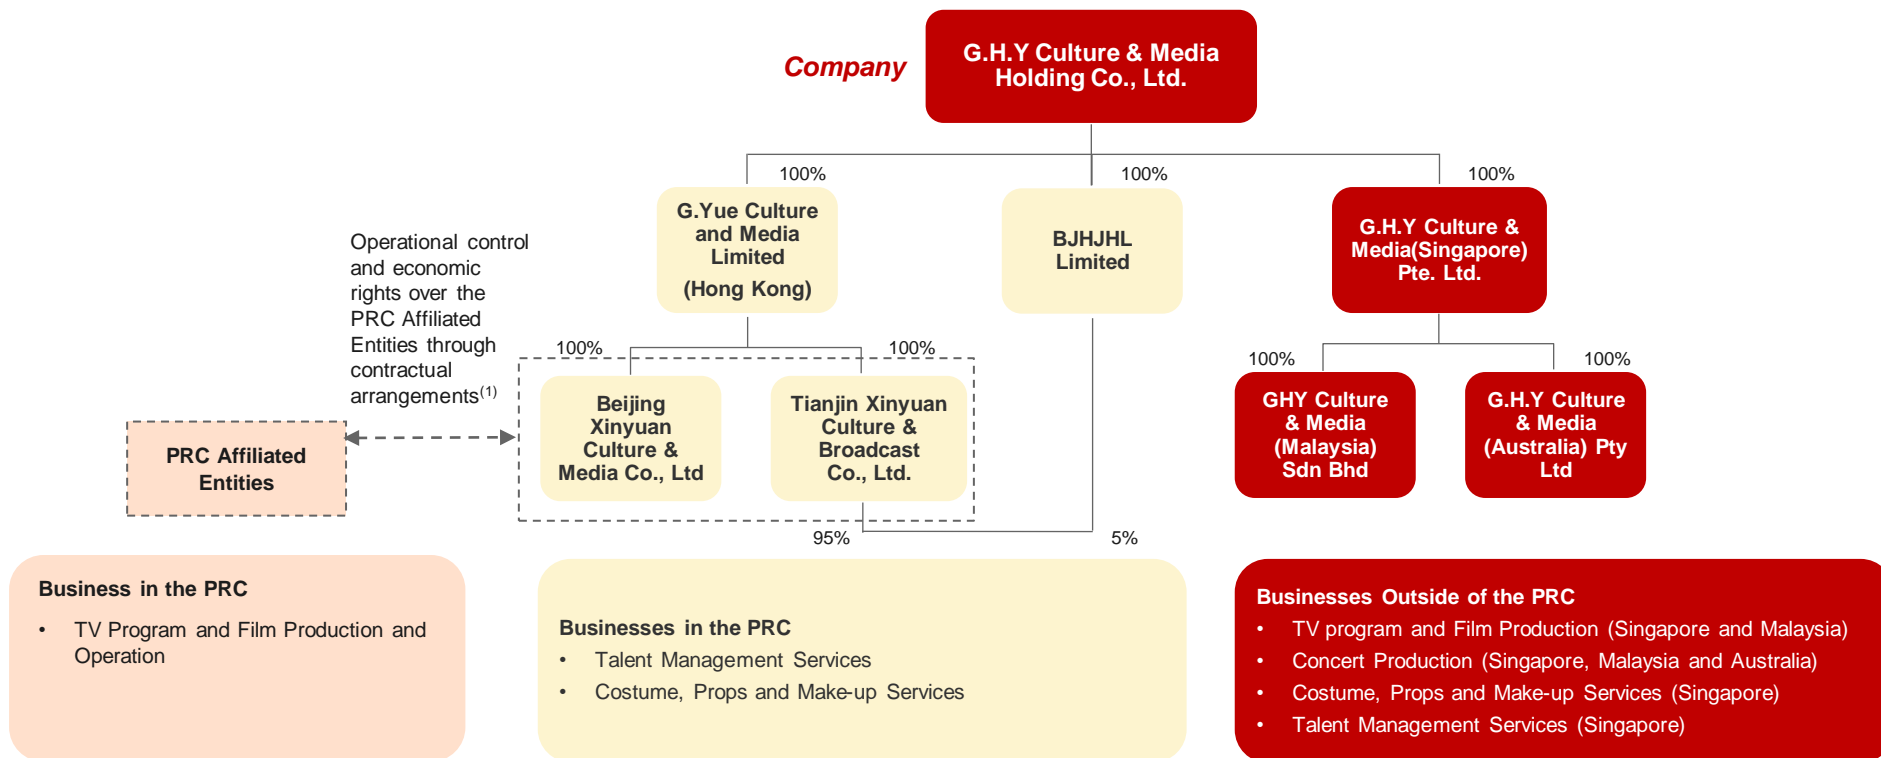 Company
G.H.Y Culture & Media
Holding Co., Ltd.
100%
100%
100%
G.Yue Culture
and Media
Limited
(Hong Kong)
BJHJHL
Limited
G.H.Y Culture &
Media(Singapore)
Pte. Ltd.
Operational control
and economic
rights over the
PRC Affiliated
Entities through
contractual
arrangements(1)
100%
100%
100%
100%
PRC Affiliated
Entities
Beijing
Xinyuan
Culture &
Media Co., Ltd
Tianjin Xinyuan
Culture &
Broadcast
Co., Ltd.
GHY Culture
& Media
(Malaysia)
Sdn Bhd
G.H.Y Culture
& Media
(Australia) Pty
Ltd
95%
5%
Business in the PRC
• TV Program and Film Production and
Operation
Businesses in the PRC
• Talent Management Services
• Costume, Props and Make-up Services
Businesses Outside of the PRC
• TV program and Film Production (Singapore and Malaysia)
• Concert Production (Singapore, Malaysia and Australia)
• Costume, Props and Make-up Services (Singapore)
• Talent Management Services (Singapore)